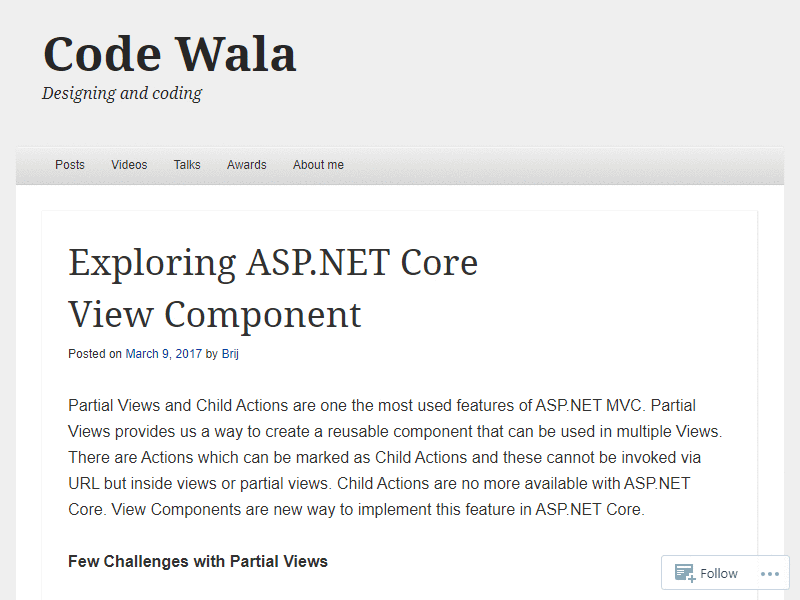 Code Wala
Designing and coding
Posts Videos Talks Awards About me
Exploring ASP.NET Core
View Component
Posted on March 9, 2017 by Brij
Partial Views and Child Actions are one the most used features of ASP.NET MVC. Partial
Views provides us a way to create a reusable component that can be used in multiple Views.
There are Actions which can be marked as Child Actions and these cannot be invoked via
URL but inside views or partial views. Child Actions are no more available with ASP.NET
Core. View Components are new way to implement this feature in ASP.NET Core.
Few Challenges with Partial Views
Follow